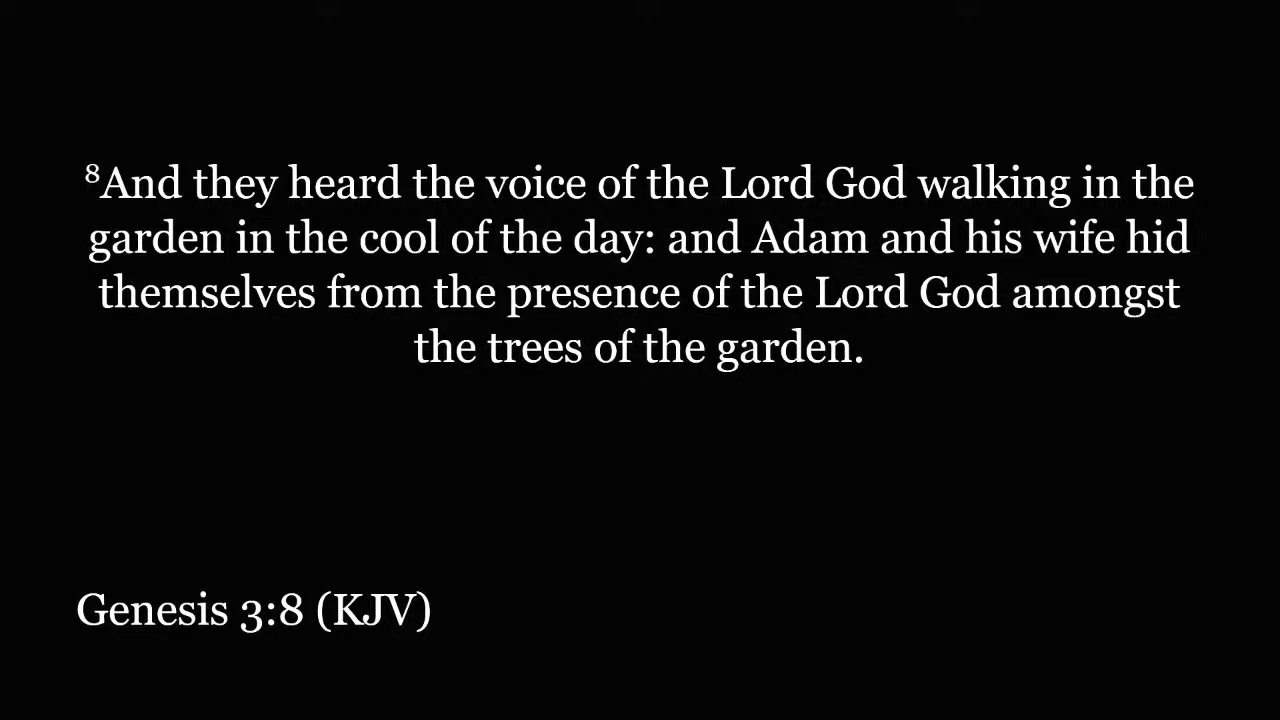 ⁸And they heard the voice of the Lord God walking in the
garden in the cool of the day: and Adam and his wife hid
themselves from the presence of the Lord God amongst
the trees of the garden.
Genesis 3:8 (KJV)